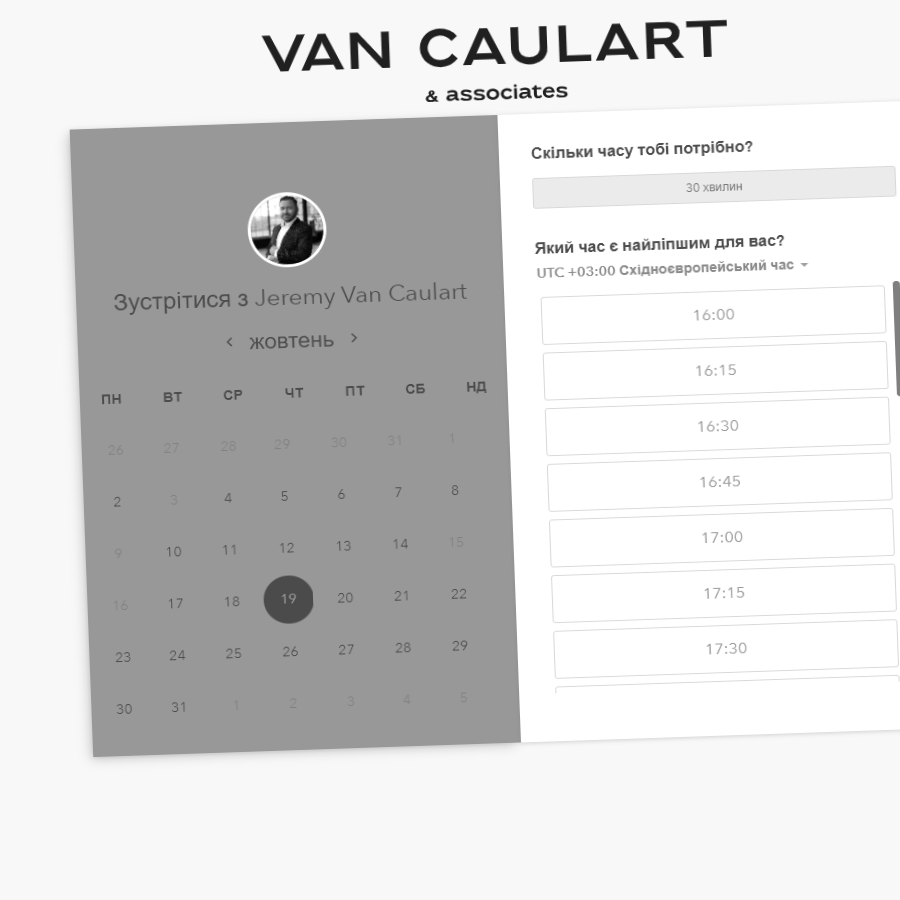 VAN CAULART
& associates
Зустрітися з Jeremy Van Caulart
жовтень
ПН ВТ СР ЧТ ПТ СБ НД
26 27 28 29 30 31 1
2 3 4 5 6 7 8
9 10 11 12 13 14 15
16 17 18 19 20 21 22
23 24 25 26 27 28 29
30 31 1 2 3 4 5
Скільки часу тобі потрібно?
30 хвилин
Який час є найліпшим для вас?
UTC +03:00 Східноєвропейський час
16:00
16:15
16:30
16:45
17:00
17:15
17:30